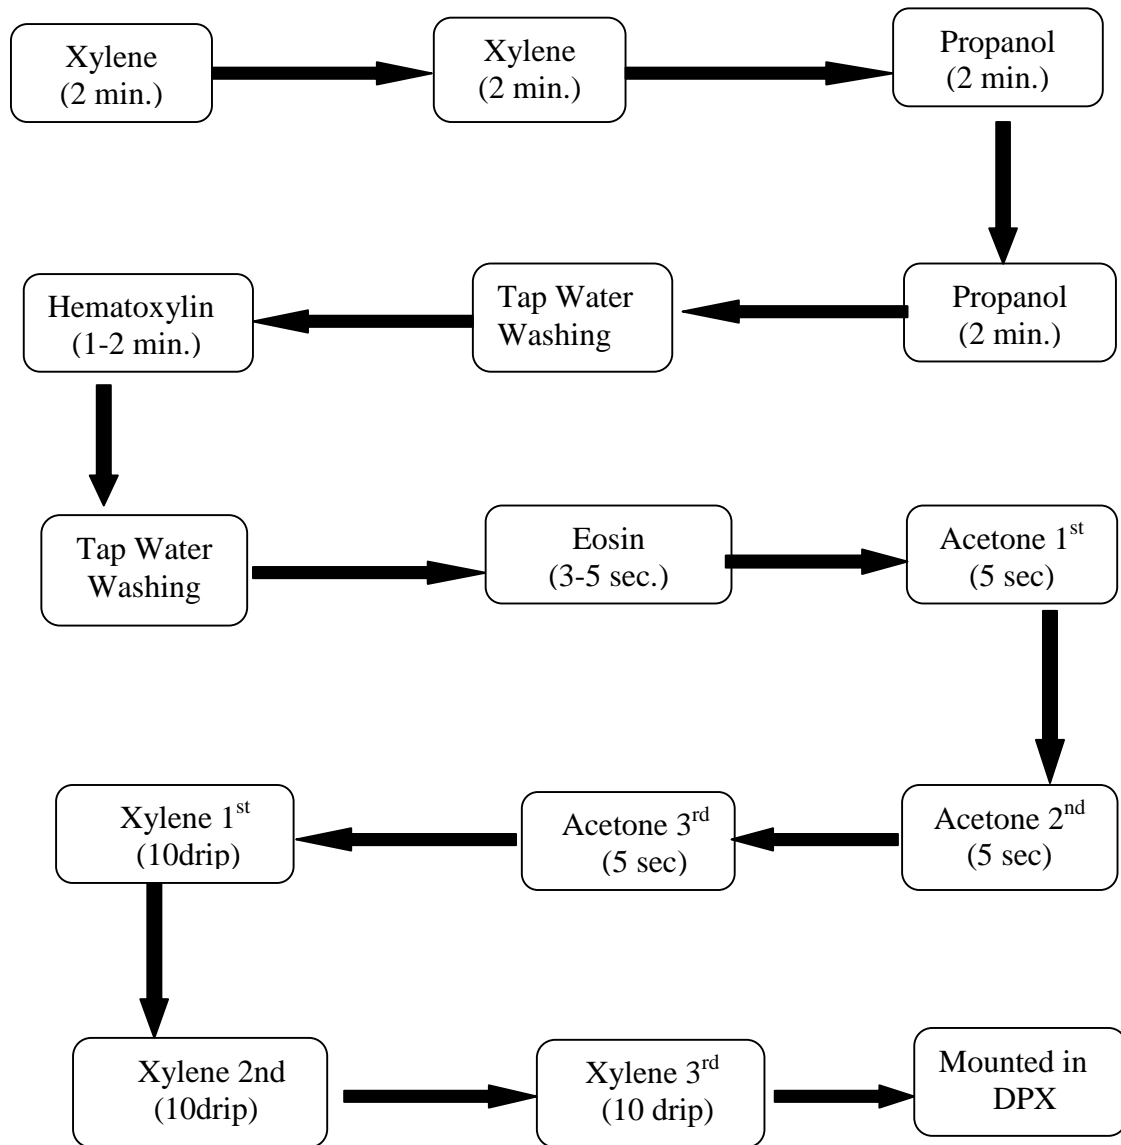 Xylene
(2 min.)
Xylene
(2 min.)
Propanol
(2 min.)
Propanol
(2 min.)
Tap Water
Washing
Hematoxylin
(1-2 min.)
Tap Water
Washing
Eosin
(3-5 sec.)
Acetone 1st
(5 sec)
Acetone 2nd
(5 sec)
Acetone 3rd
(5 sec)
Xylene 1st
(10drip)
Xylene 2nd
(10drip)
Xylene 3rd
(10 drip)
Mounted in
DPX